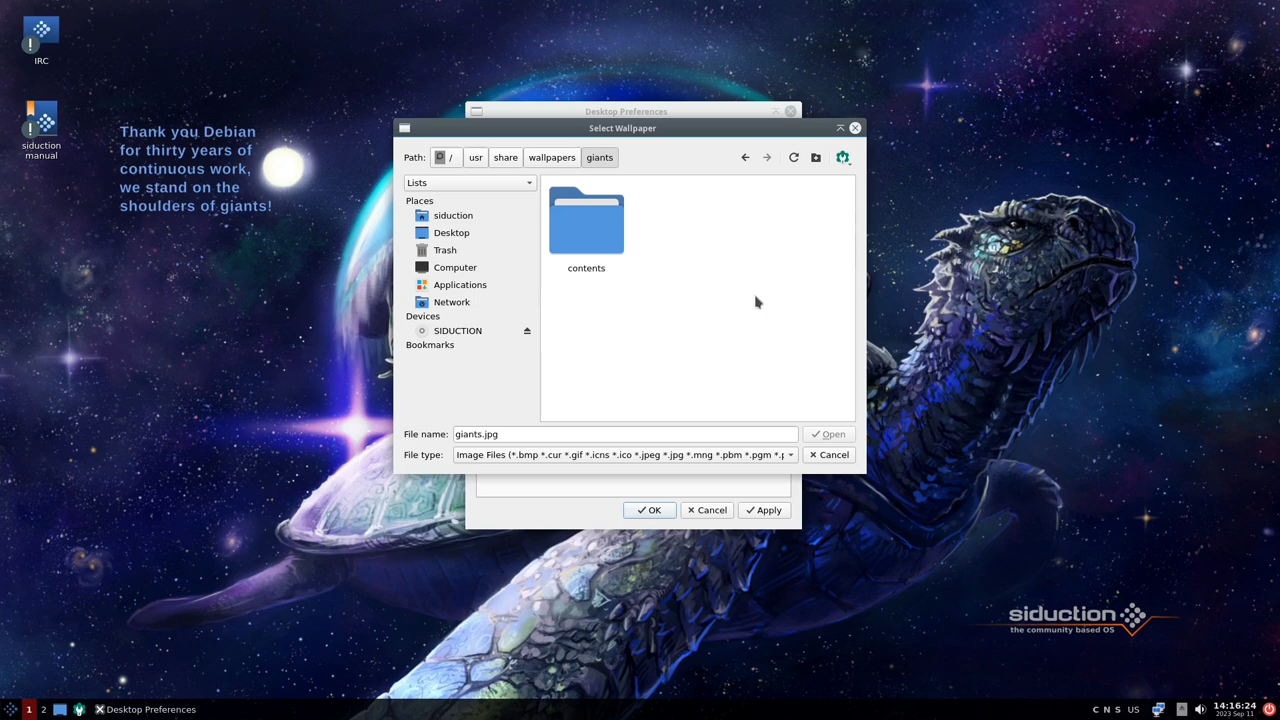 IRC
siduction
manual
Thank you Debian
for thirty years of
continuous work,
we stand on the
shoulders of giants!
Desktop Preferences
Select Wallpaper
Path:
/
usr
share
wallpapers
giants
Lists
Places
siduction
Desktop
Trash
Computer
Applications
Network
Devices
SIDUCTION
Bookmarks
contents
File name:
giants.jpg
Open
File type:
Image Files (*.bmp *.cur *.gif *.icns *.ico *.jpeg *.jpg *.mng *.pbm *.pgm *.
Cancel
OK
Cancel
Apply
siduction
the community based OS
1
2
Desktop Preferences
C N S US
14:16:24
2023 Sep 11